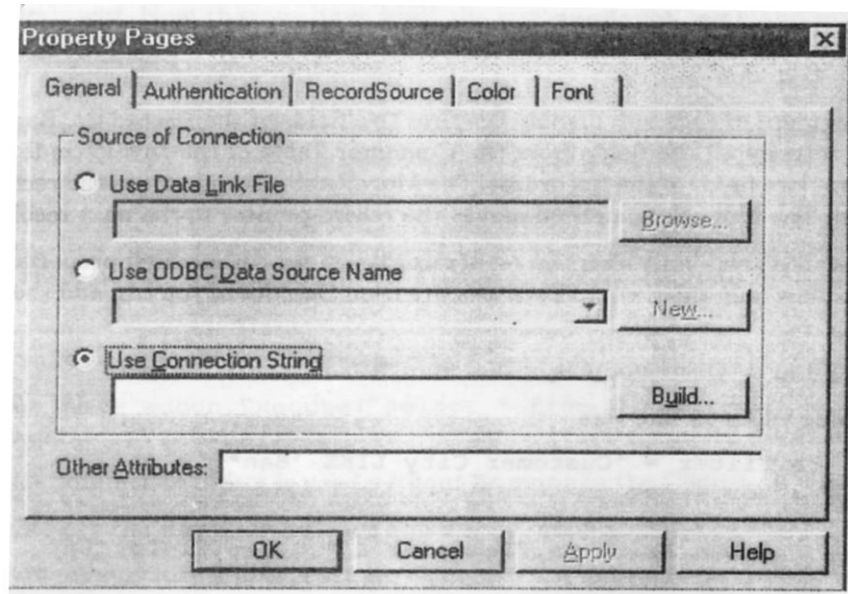 Property Pages
General Authentication RecordSource Color Font
Source of Connection
Use Data Link File
Browse...
Use ODBC Data Source Name
New...
Use Connection String
Build...
Other Attributes:
OK Cancel Apply Help